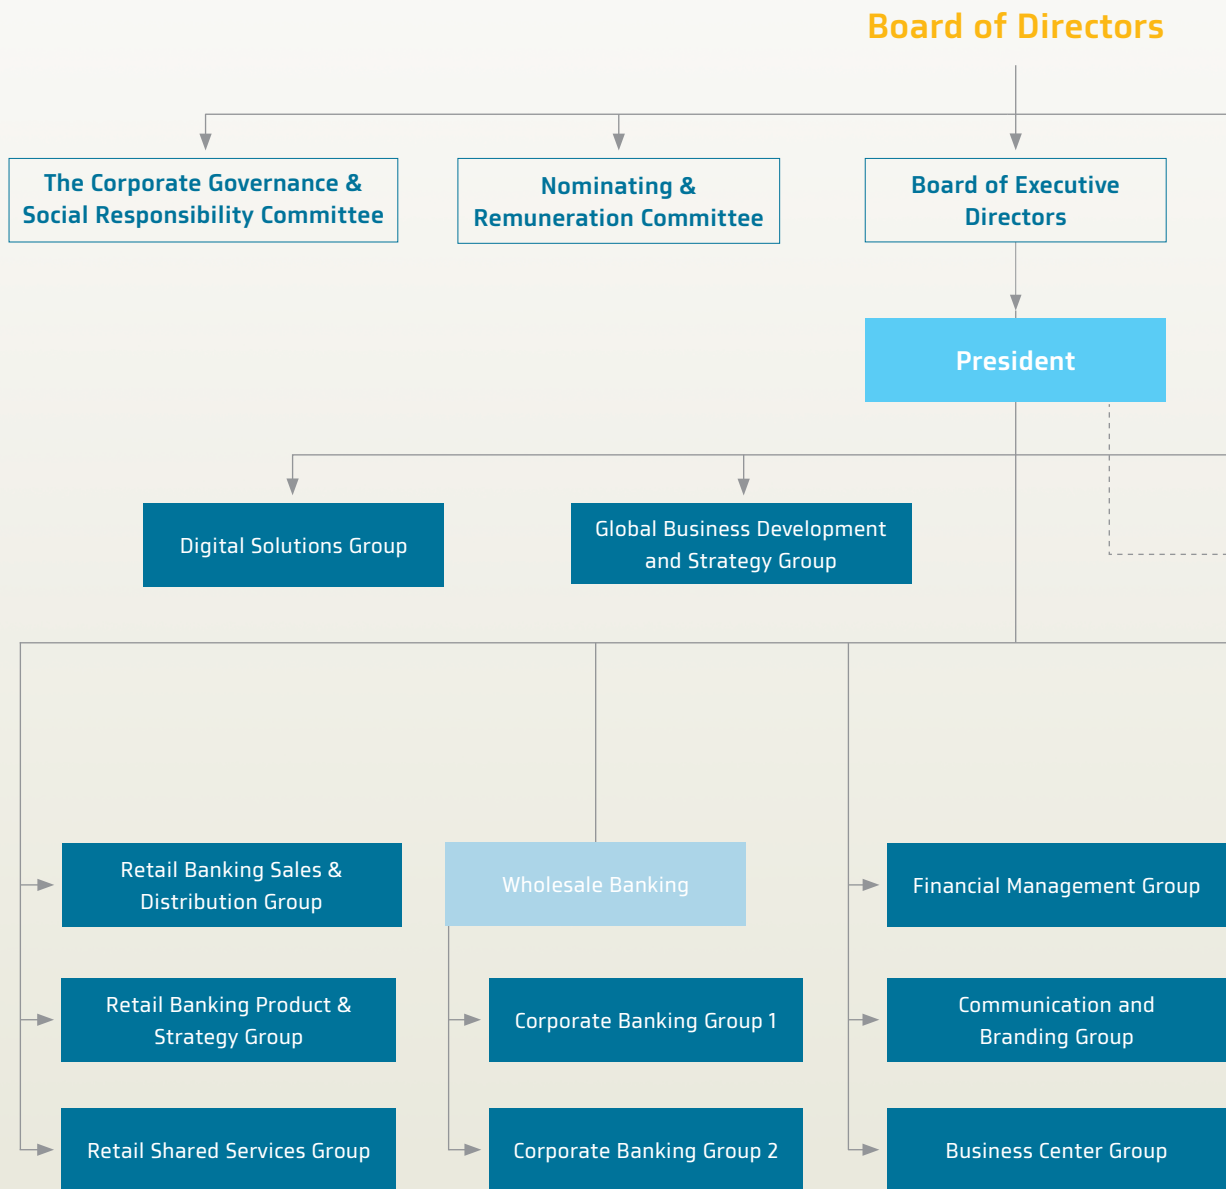 Board of Directors
The Corporate Governance &
Social Responsibility Committee
Nominating &
Remuneration Committee
Board of Executive
Directors
President
Digital Solutions Group
Global Business Development
and Strategy Group
Retail Banking Sales &
Distribution Group
Wholesale Banking
Financial Management Group
Retail Banking Product &
Strategy Group
Corporate Banking Group 1
Communication and
Branding Group
Retail Shared Services Group
Corporate Banking Group 2
Business Center Group